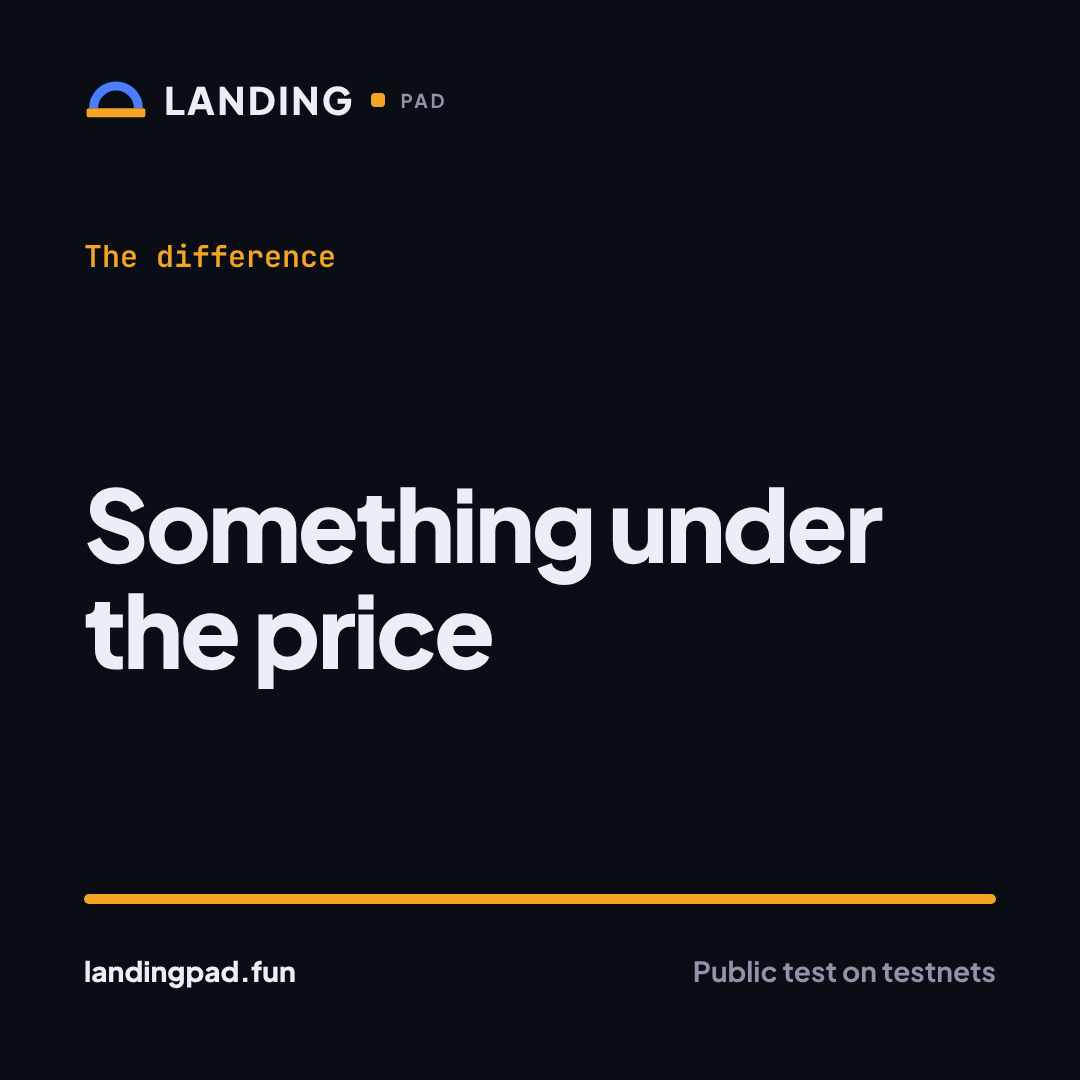 LANDING PAD
The difference
Something under
the price
landingpad.fun
Public test on testnets